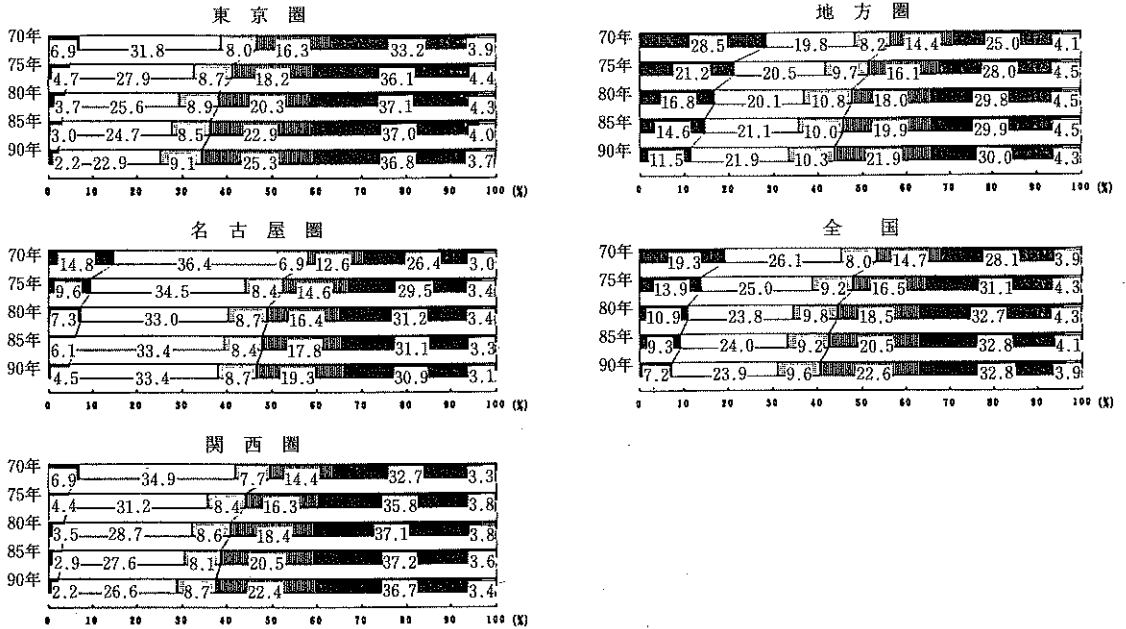 東京圏
70年 6.9 31.8 8.0 16.3 33.2 3.9
75年 4.7 27.9 8.7 18.2 36.1 4.4
80年 3.7 25.6 8.9 20.3 37.1 4.3
85年 3.0 24.7 8.5 22.9 37.0 4.0
90年 2.2 22.9 9.1 25.3 36.8 3.7
0 10 20 30 40 50 60 70 80 90 100 (%)
地方圏
70年 28.5 19.8 8.2 14.4 25.0 4.1
75年 21.2 20.5 9.7 16.1 28.0 4.5
80年 16.8 20.1 10.8 18.0 29.8 4.5
85年 14.6 21.1 10.0 19.9 29.9 4.5
90年 11.5 21.9 10.3 21.9 30.0 4.3
0 10 20 30 40 50 60 70 80 90 100 (%)
名古屋圏
70年 14.8 36.4 6.9 12.6 26.4 3.0
75年 9.6 34.5 8.4 14.6 29.5 3.4
80年 7.3 33.0 8.7 16.4 31.2 3.4
85年 6.1 33.4 8.4 17.8 31.1 3.3
90年 4.5 33.4 8.7 19.3 30.9 3.1
0 10 20 30 40 50 60 70 80 90 100 (%)
全国
70年 19.3 26.1 8.0 14.7 28.1 3.9
75年 13.9 25.0 9.2 16.5 31.1 4.3
80年 10.9 23.8 9.8 18.5 32.7 4.3
85年 9.3 24.0 9.2 20.5 32.8 4.1
90年 7.2 23.9 9.6 22.6 32.8 3.9
0 10 20 30 40 50 60 70 80 90 100 (%)
関西圏
70年 6.9 34.9 7.7 14.4 32.7 3.3
75年 4.4 31.2 8.4 16.3 35.8 3.8
80年 3.5 28.7 8.6 18.4 37.1 3.8
85年 2.9 27.6 8.1 20.5 37.2 3.6
90年 2.2 26.6 8.7 22.4 36.7 3.4
0 10 20 30 40 50 60 70 80 90 100 (%)